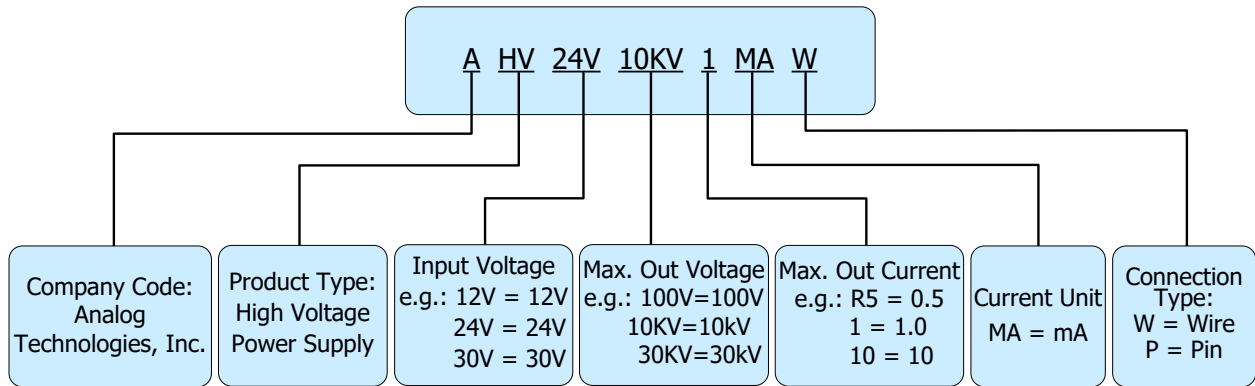 A HV 24V 10KV 1 MA W
Company Code:
Analog
Technologies, Inc.
Product Type:
High Voltage
Power Supply
Input Voltage
e.g.: 12V = 12V
24V = 24V
30V = 30V
Max. Out Voltage
e.g.: 100V=100V
10KV=10kV
30KV=30kV
Max. Out Current
e.g.: R5 = 0.5
1 = 1.0
10 = 10
Current Unit
MA = mA
Connection
Type:
W = Wire
P = Pin